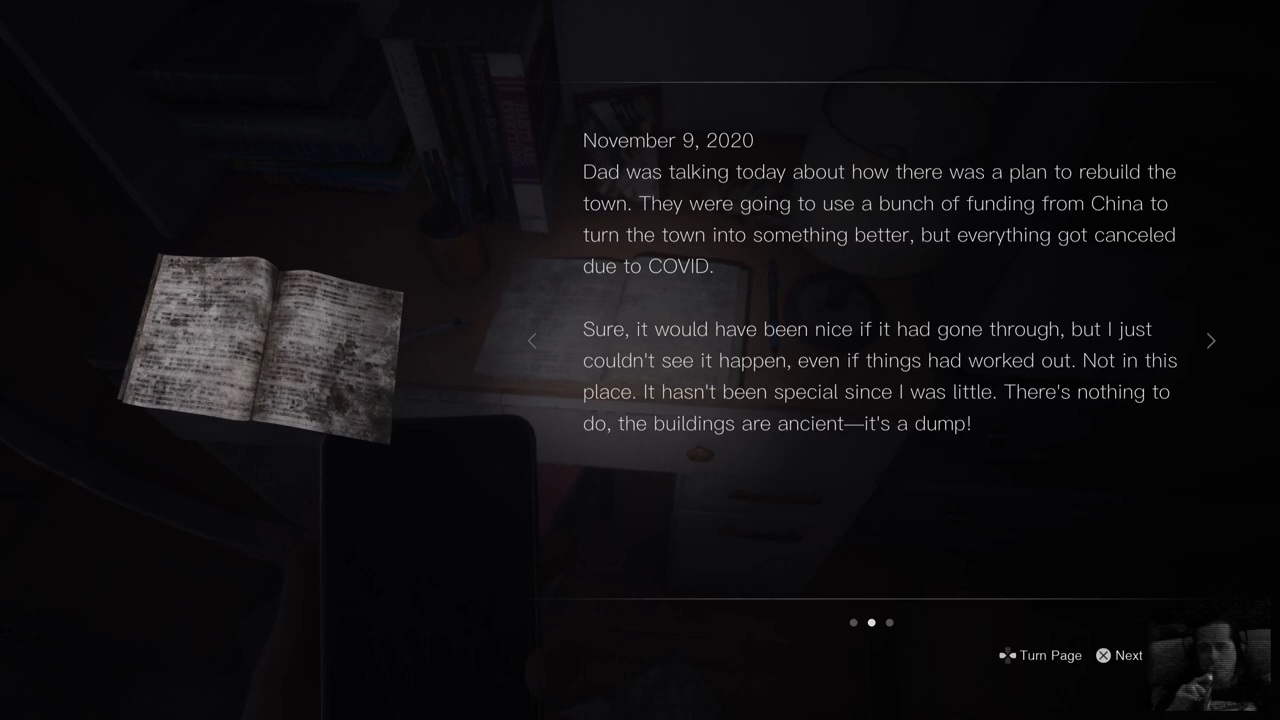 November 9, 2020
Dad was talking today about how there was a plan to rebuild the
town. They were going to use a bunch of funding from China to
turn the town into something better, but everything got canceled
due to COVID.
Sure, it would have been nice if it had gone through, but I just
couldn't see it happen, even if things had worked out. Not in this
place. It hasn't been special since I was little. There's nothing to
do, the buildings are ancient—it's a dump!
Turn Page
Next